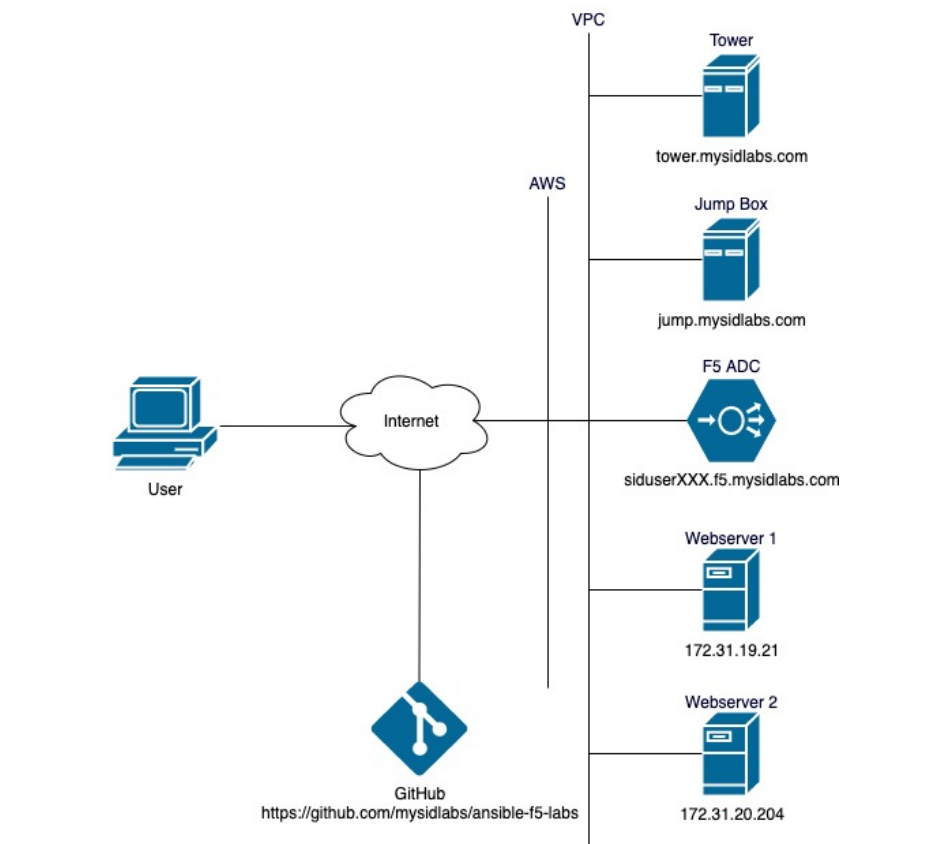 VPC
Tower
tower.mysidlabs.com
AWS
Jump Box
jump.mysidlabs.com
F5 ADC
Internet
siduserXXX.f5.mysidlabs.com
User
Webserver 1
172.31.19.21
Webserver 2
GitHub
https://github.com/mysidlabs/ansible-f5-labs
172.31.20.204